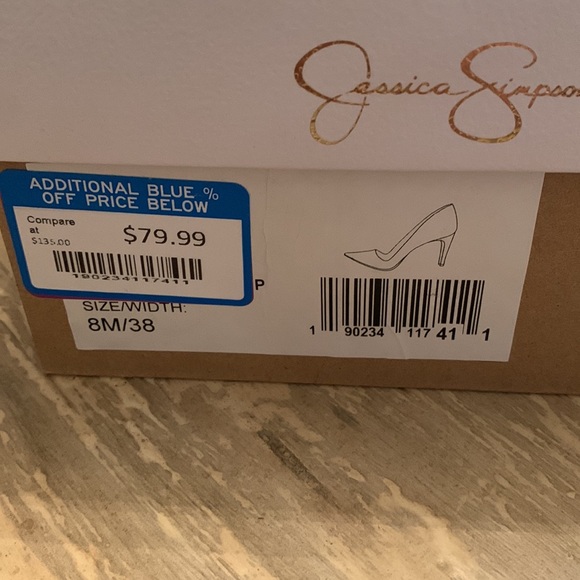 Jessica Simpson
ADDITIONAL BLUE %
OFF PRICE BELOW
Compare
at
$135.00
$79.99
190234117411
P
SIZE/WIDTH:
8M/38
1 90234 117 41 1